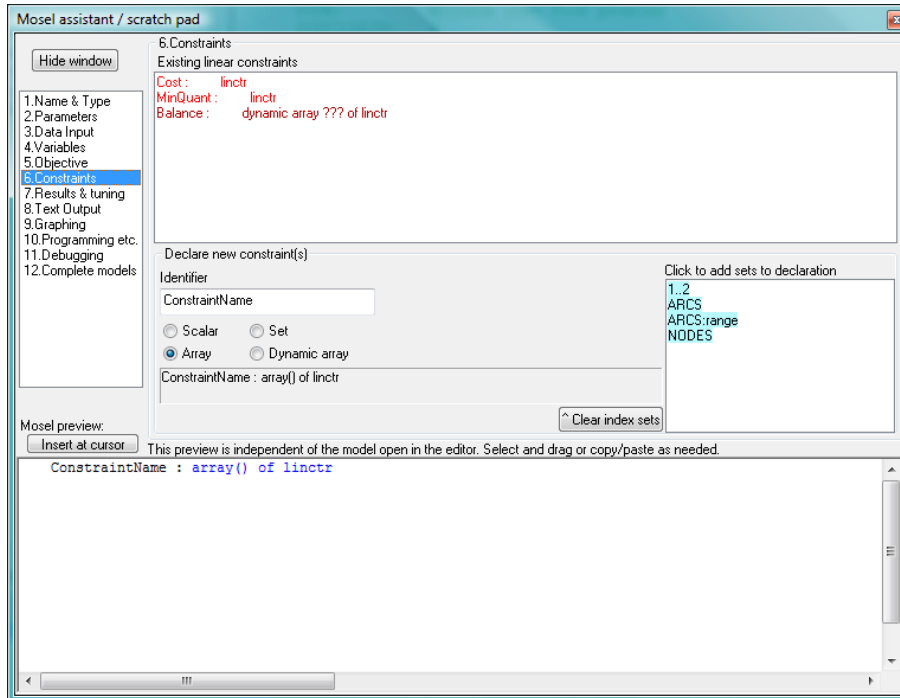 Mosel assistant / scratch pad
Hide window
1.Name & Type
2.Parameters
3.Data Input
4.Variables
5.Objective
6.Constraints
7.Results & tuning
8.Text Output
9.Graphing
10.Programming etc.
11.Debugging
12.Complete models
6.Constraints
Existing linear constraints
Cost : linctr
MinQuant : linctr
Balance : dynamic array ??? of linctr
Declare new constraint(s)
Identifier
ConstraintName
Scalar Set
Array Dynamic array
ConstraintName : array() of linctr
Click to add sets to declaration
1..2
ARCS
ARCS:range
NODES
^ Clear index sets
Mosel preview:
Insert at cursor
This preview is independent of the model open in the editor. Select and drag or copy/paste as needed.
ConstraintName : array() of linctr